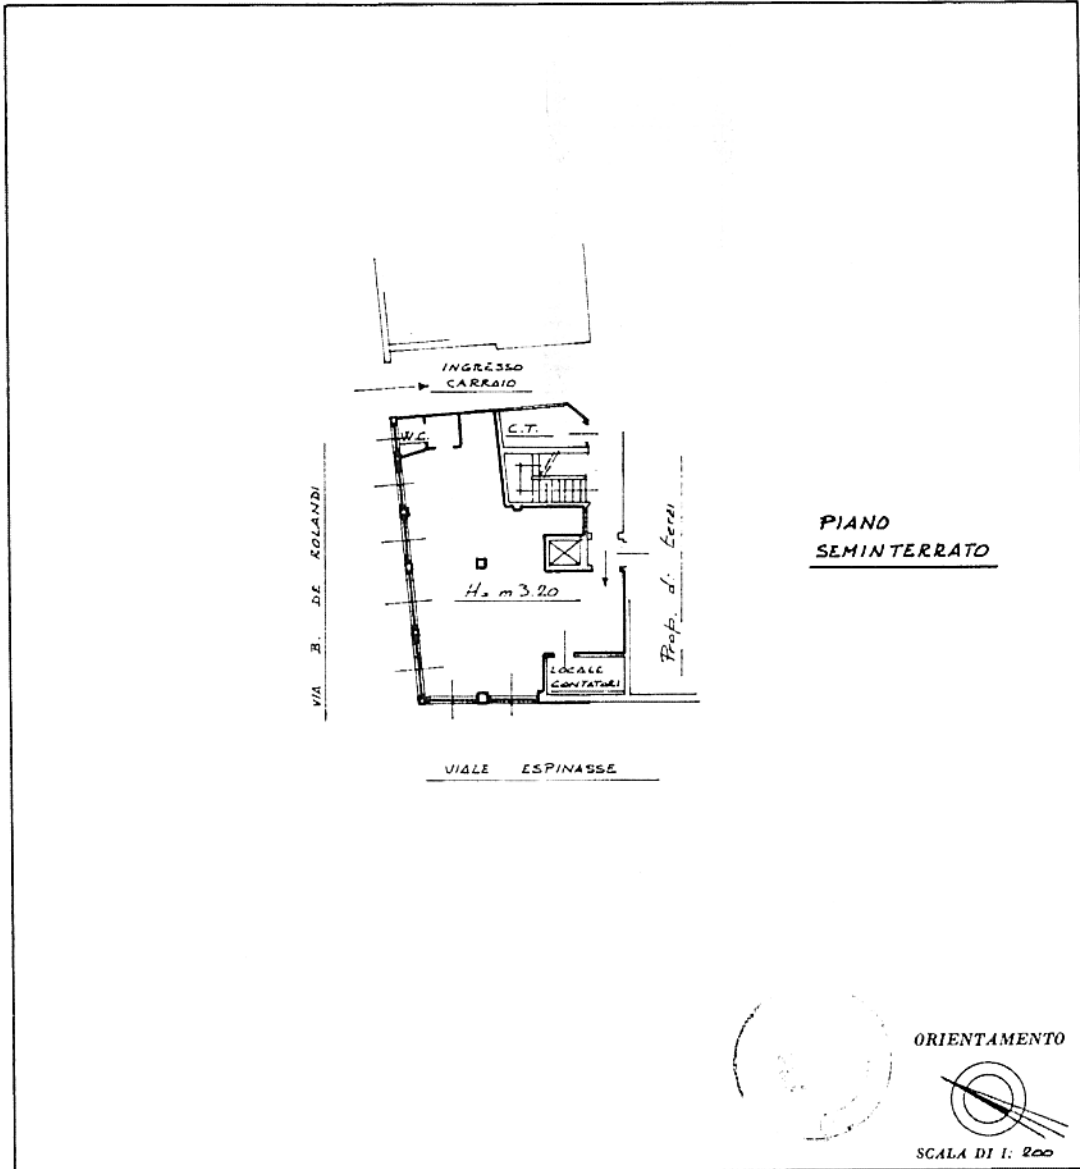 INGRESSO
CARRAIO
W.C.
C.T.
VIA B. DE ROLANDI
Prop. di terzi
PIANO
SEMINTERRATO
H= m 3.20
LOCALE
CONTATORI
VIALE ESPINASSE
ORIENTAMENTO
SCALA DI 1: 200